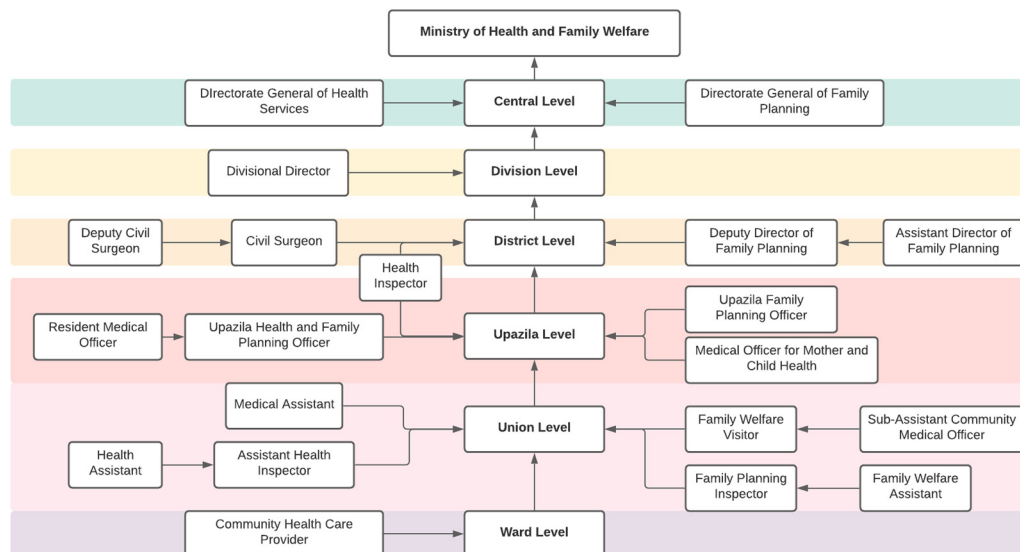 Ministry of Health and Family Welfare
DIrectorate General of Health
Services
Central Level
Directorate General of Family
Planning
Divisional Director
Division Level
Deputy Civil
Surgeon
Civil Surgeon
District Level
Deputy Director of
Family Planning
Assistant Director of
Family Planning
Health
Inspector
Resident Medical
Officer
Upazila Health and Family
Planning Officer
Upazila Level
Upazila Family
Planning Officer
Medical Officer for Mother and
Child Health
Medical Assistant
Health
Assistant
Assistant Health
Inspector
Union Level
Family Welfare
Visitor
Sub-Assistant Community
Medical Officer
Family Planning
Inspector
Family Welfare
Assistant
Community Health Care
Provider
Ward Level